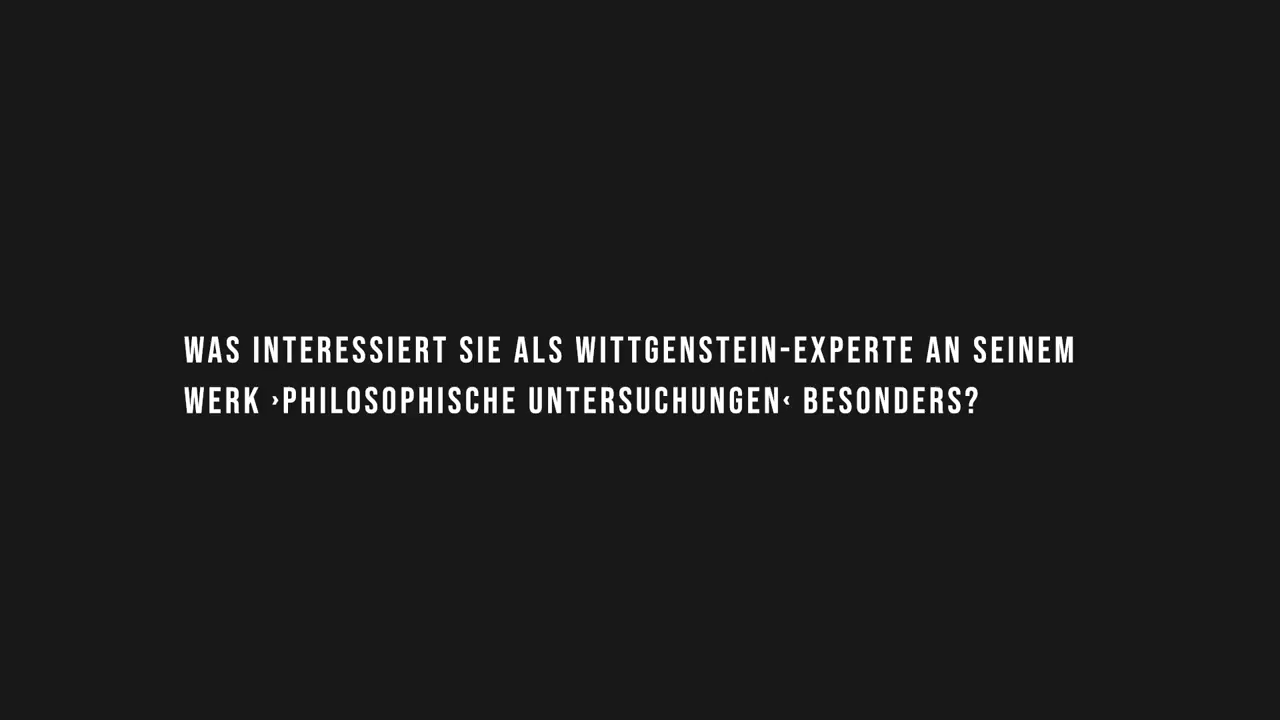 WAS INTERESSIERT SIE ALS WITTGENSTEIN-EXPERTE AN SEINEM
WERK ›PHILOSOPHISCHE UNTERSUCHUNGEN‹ BESONDERS?